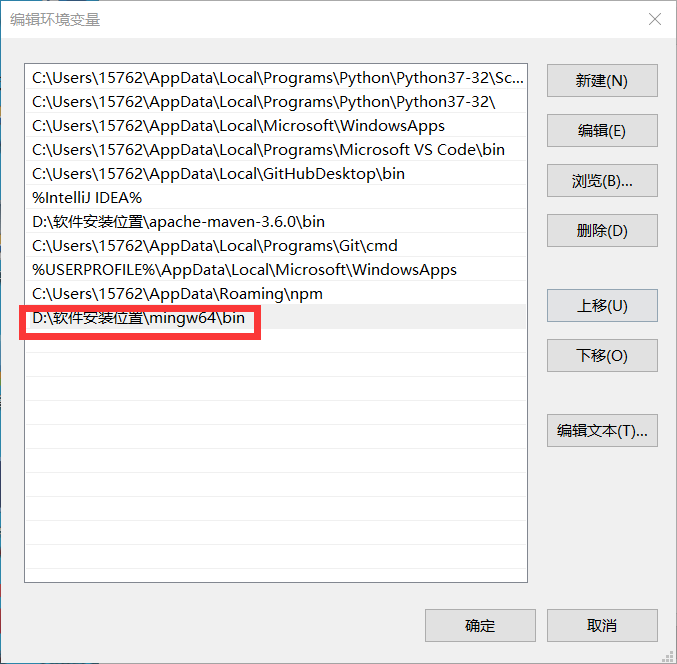 编辑环境变量
C:\Users\15762\AppData\Local\Programs\Python\Python37-32\Sc...
C:\Users\15762\AppData\Local\Programs\Python\Python37-32\
C:\Users\15762\AppData\Local\Microsoft\WindowsApps
C:\Users\15762\AppData\Local\Programs\Microsoft VS Code\bin
C:\Users\15762\AppData\Local\GitHubDesktop\bin
%IntelliJ IDEA%
D:\软件安装位置\apache-maven-3.6.0\bin
C:\Users\15762\AppData\Local\Programs\Git\cmd
%USERPROFILE%\AppData\Local\Microsoft\WindowsApps
C:\Users\15762\AppData\Roaming\npm
D:\软件安装位置\mingw64\bin
新建(N)
编辑(E)
浏览(B)...
删除(D)
上移(U)
下移(O)
编辑文本(T)...
确定
取消